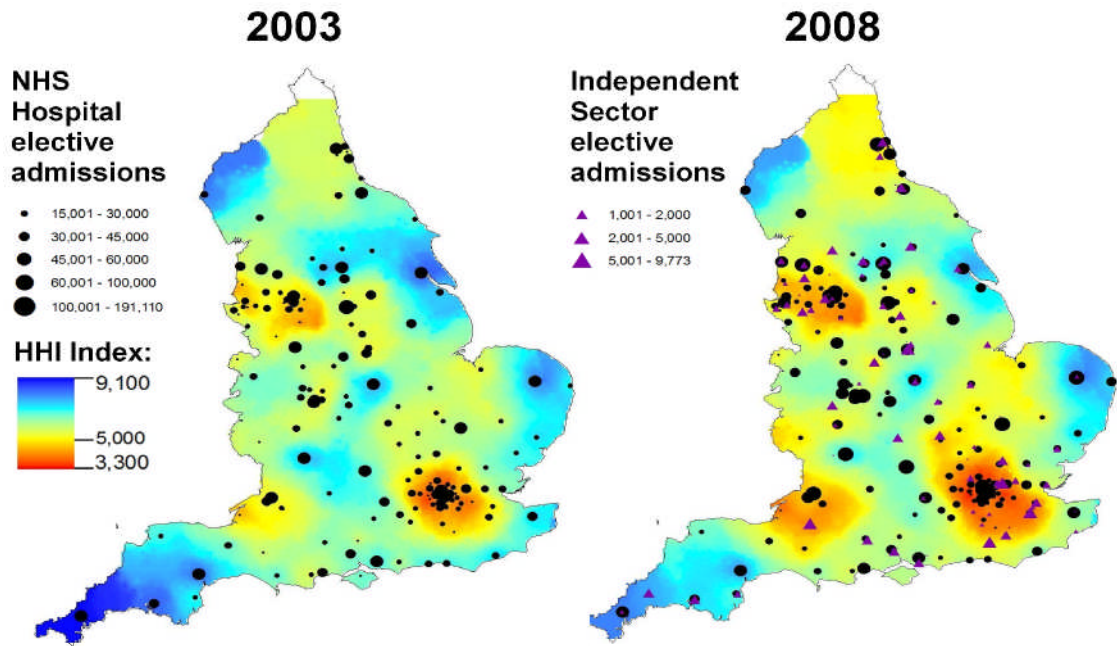 2003
2008
NHS
Hospital
elective
admissions
15,001 - 30,000
30,001 - 45,000
45,001 - 60,000
60,001 - 100,000
100,001 - 191,110
HHI Index:
9,100
5,000
3,300
Independent
Sector
elective
admissions
1,001 - 2,000
2,001 - 5,000
5,001 - 9,773